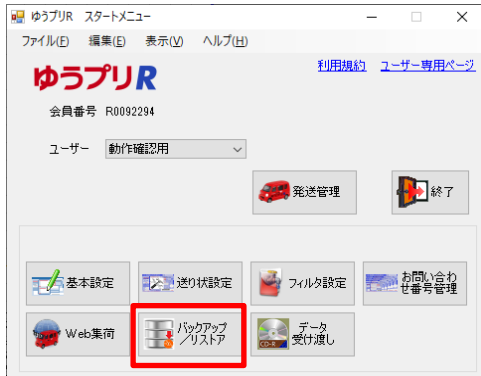 ゆうプリR スタートメニュー
ファイル(F) 編集(E) 表示(V) ヘルプ(H)
ゆうプリR
利用規約 ユーザー専用ページ
会員番号 R0092294
ユーザー 動作確認用
発送管理
終了
基本設定
送り状設定
フィルタ設定
お問い合わ
せ番号管理
Web集荷
バックアップ
/リストア
CD-R
データ
受け渡し